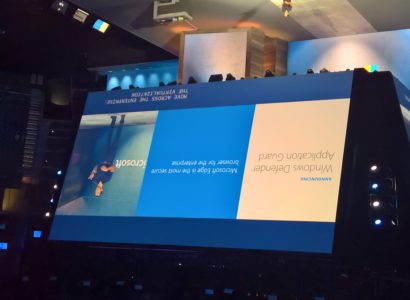 ANNOUNCING
Windows Defender
Application Guard
Microsoft Edge is the most secure
browser for the enterprise
icrosoft
MOVE ACROSS THE ENTERPRISE.
THE VIRTUALIZATION